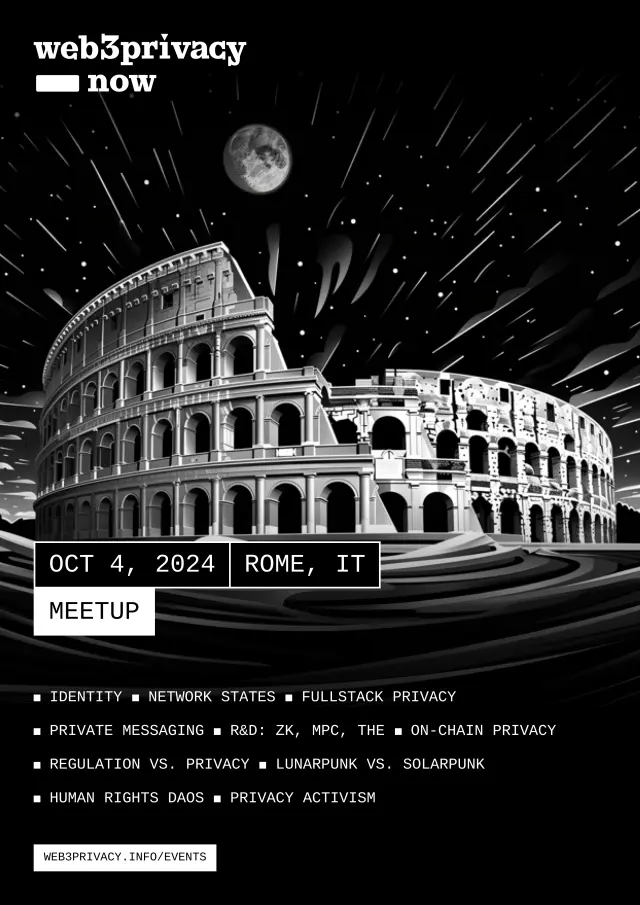 web3privacy
now
OCT 4, 2024 ROME, IT
MEETUP
■ IDENTITY ■ NETWORK STATES ■ FULLSTACK PRIVACY
■ PRIVATE MESSAGING ■ R&D: ZK, MPC, THE ■ ON-CHAIN PRIVACY
■ REGULATION VS. PRIVACY ■ LUNARPUNK VS. SOLARPUNK
■ HUMAN RIGHTS DAOS ■ PRIVACY ACTIVISM
WEB3PRIVACY.INFO/EVENTS